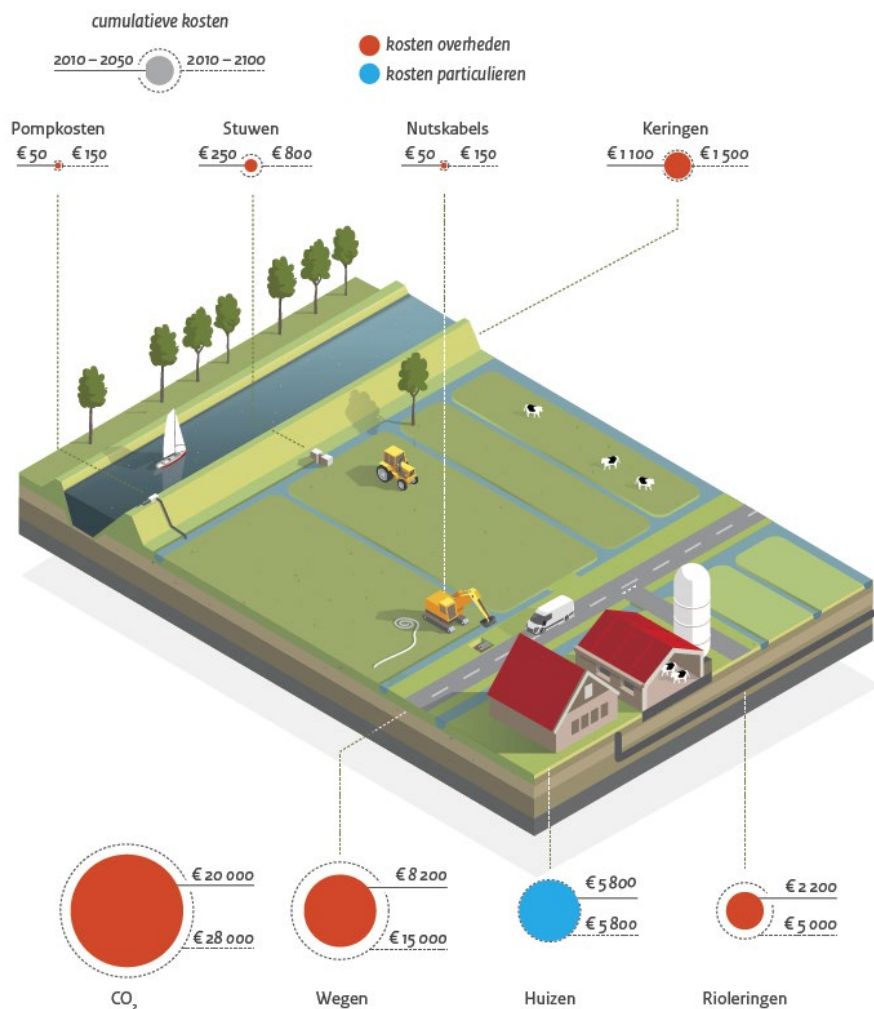 cumulatieve kosten
2010 – 2050 2010 – 2100
kosten overheden
kosten particulieren
Pompkosten Stuwen Nutskabels Keringen
€ 50 € 150 € 250 € 800 € 50 € 150 € 1 100 € 1 500
€ 20 000 € 8 200 € 5 800 € 2 200
€ 28 000 € 15 000 € 5 800 € 5 000
CO₂ Wegen Huizen Rioleringen